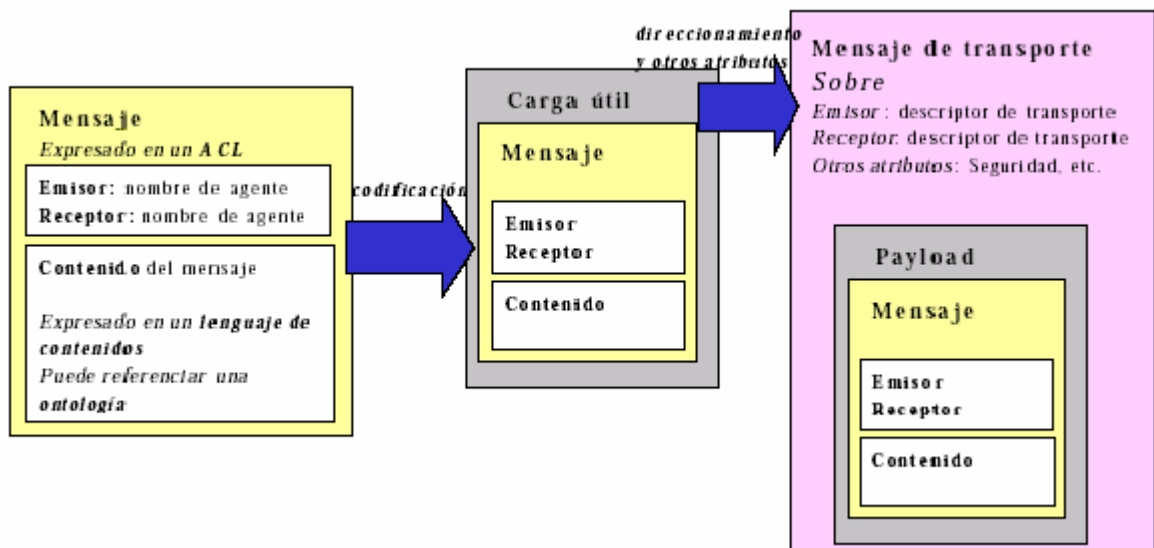 Mensaje
Expresado en un ACL
Emisor: nombre de agente
Receptor: nombre de agente
Contenido del mensaje
Expresado en un lenguaje de
contenidos
Puede referenciar una
ontología
codificación
Carga útil
Mensaje
Emisor
Receptor
Contenido
direccionamiento
y otros atributos
Mensaje de transporte
Sobre
Emisor: descriptor de transporte
Receptor: descriptor de transporte
Otros atributos: Seguridad, etc.
Payload
Mensaje
Emisor
Receptor
Contenido